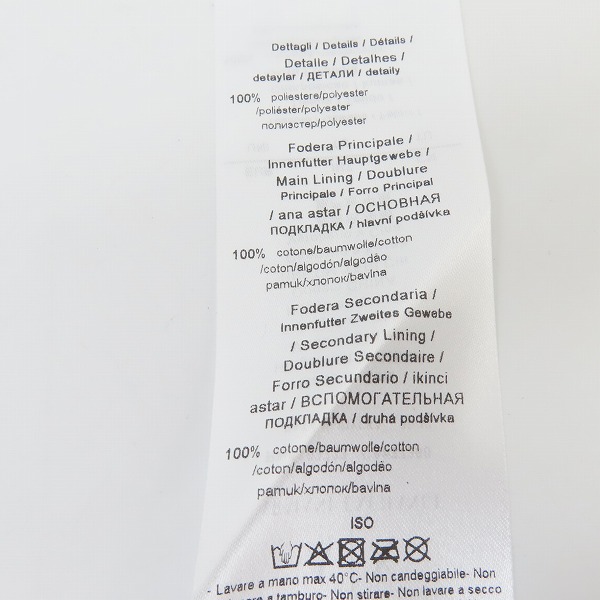 Dettagli / Details / Détails /
Detalle / Detalhes /
detaylar / ДЕТАЛИ / detaily
100% poliestere/polyester
/poliéster/polyester
полиэстер/polyester
Fodera Principale /
Innenfutter Hauptgewebe /
Main Lining / Doublure
Principale / Forro Principal
/ ana astar / ОСНОВНАЯ
ПОДКЛАДКА / hlavní podšívka
100% cotone/baumwolle/cotton
/coton/algodón/algodão
pamuk/хлопок/bavlna
Fodera Secondaria /
Innenfutter Zweites Gewebe
/ Secondary Lining /
Doublure Secondaire /
Forro Secundario / ikinci
astar / ВСПОМОГАТЕЛЬНАЯ
ПОДКЛАДКА / druhá podšívka
100% cotone/baumwolle/cotton
/coton/algodón/algodão
pamuk/хлопок/bavlna
ISO
- Lavare a mano max 40°C- Non candeggiabile- Non
a tamburo- Non stirare- Non lavare a secco